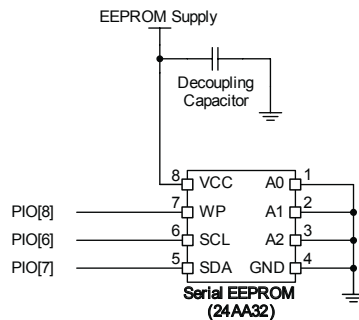 EEPROM Supply
Decoupling
Capacitor
8 VCC A0 1
PIO[8] 7 WP A1 2
PIO[6] 6 SCL A2 3
PIO[7] 5 SDA GND 4
Serial EEPROM
(24AA32)